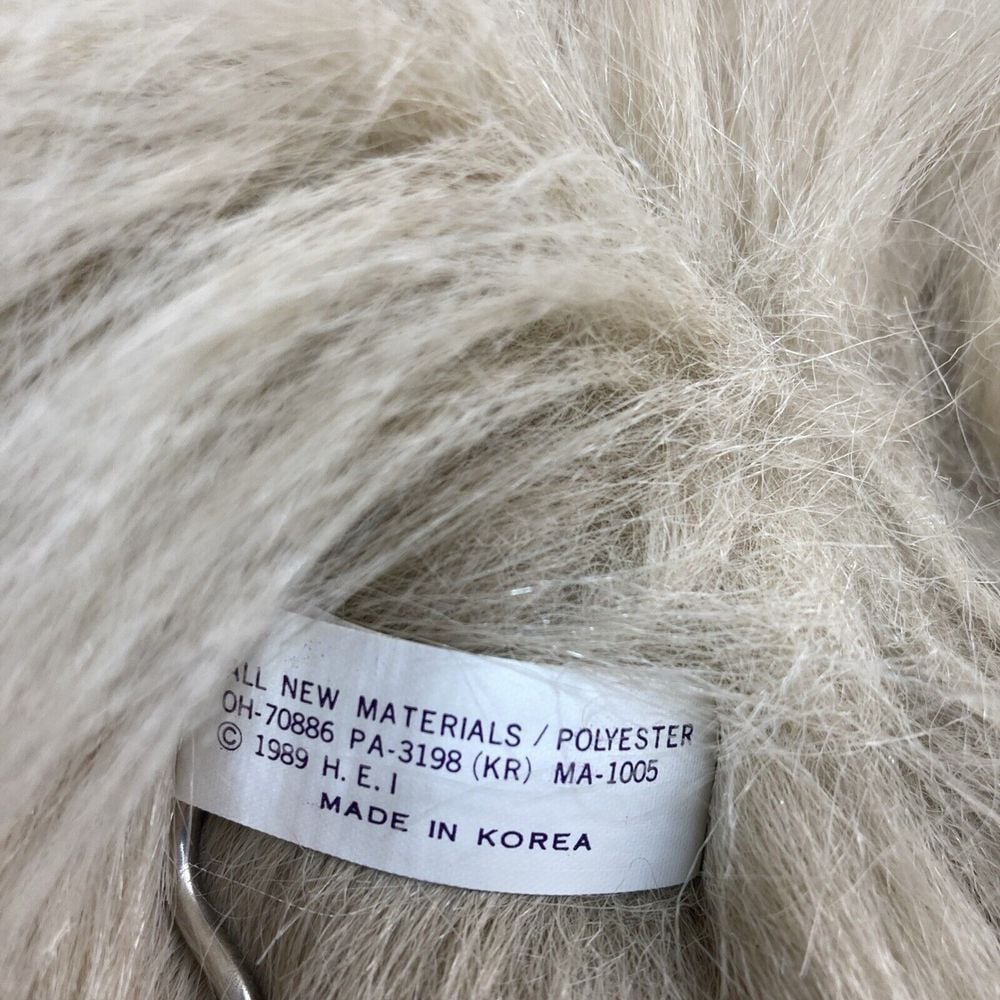 ALL NEW MATERIALS / POLYESTER
OH-70886 PA-3198 (KR) MA-1005
© 1989 H. E. I
MADE IN KOREA